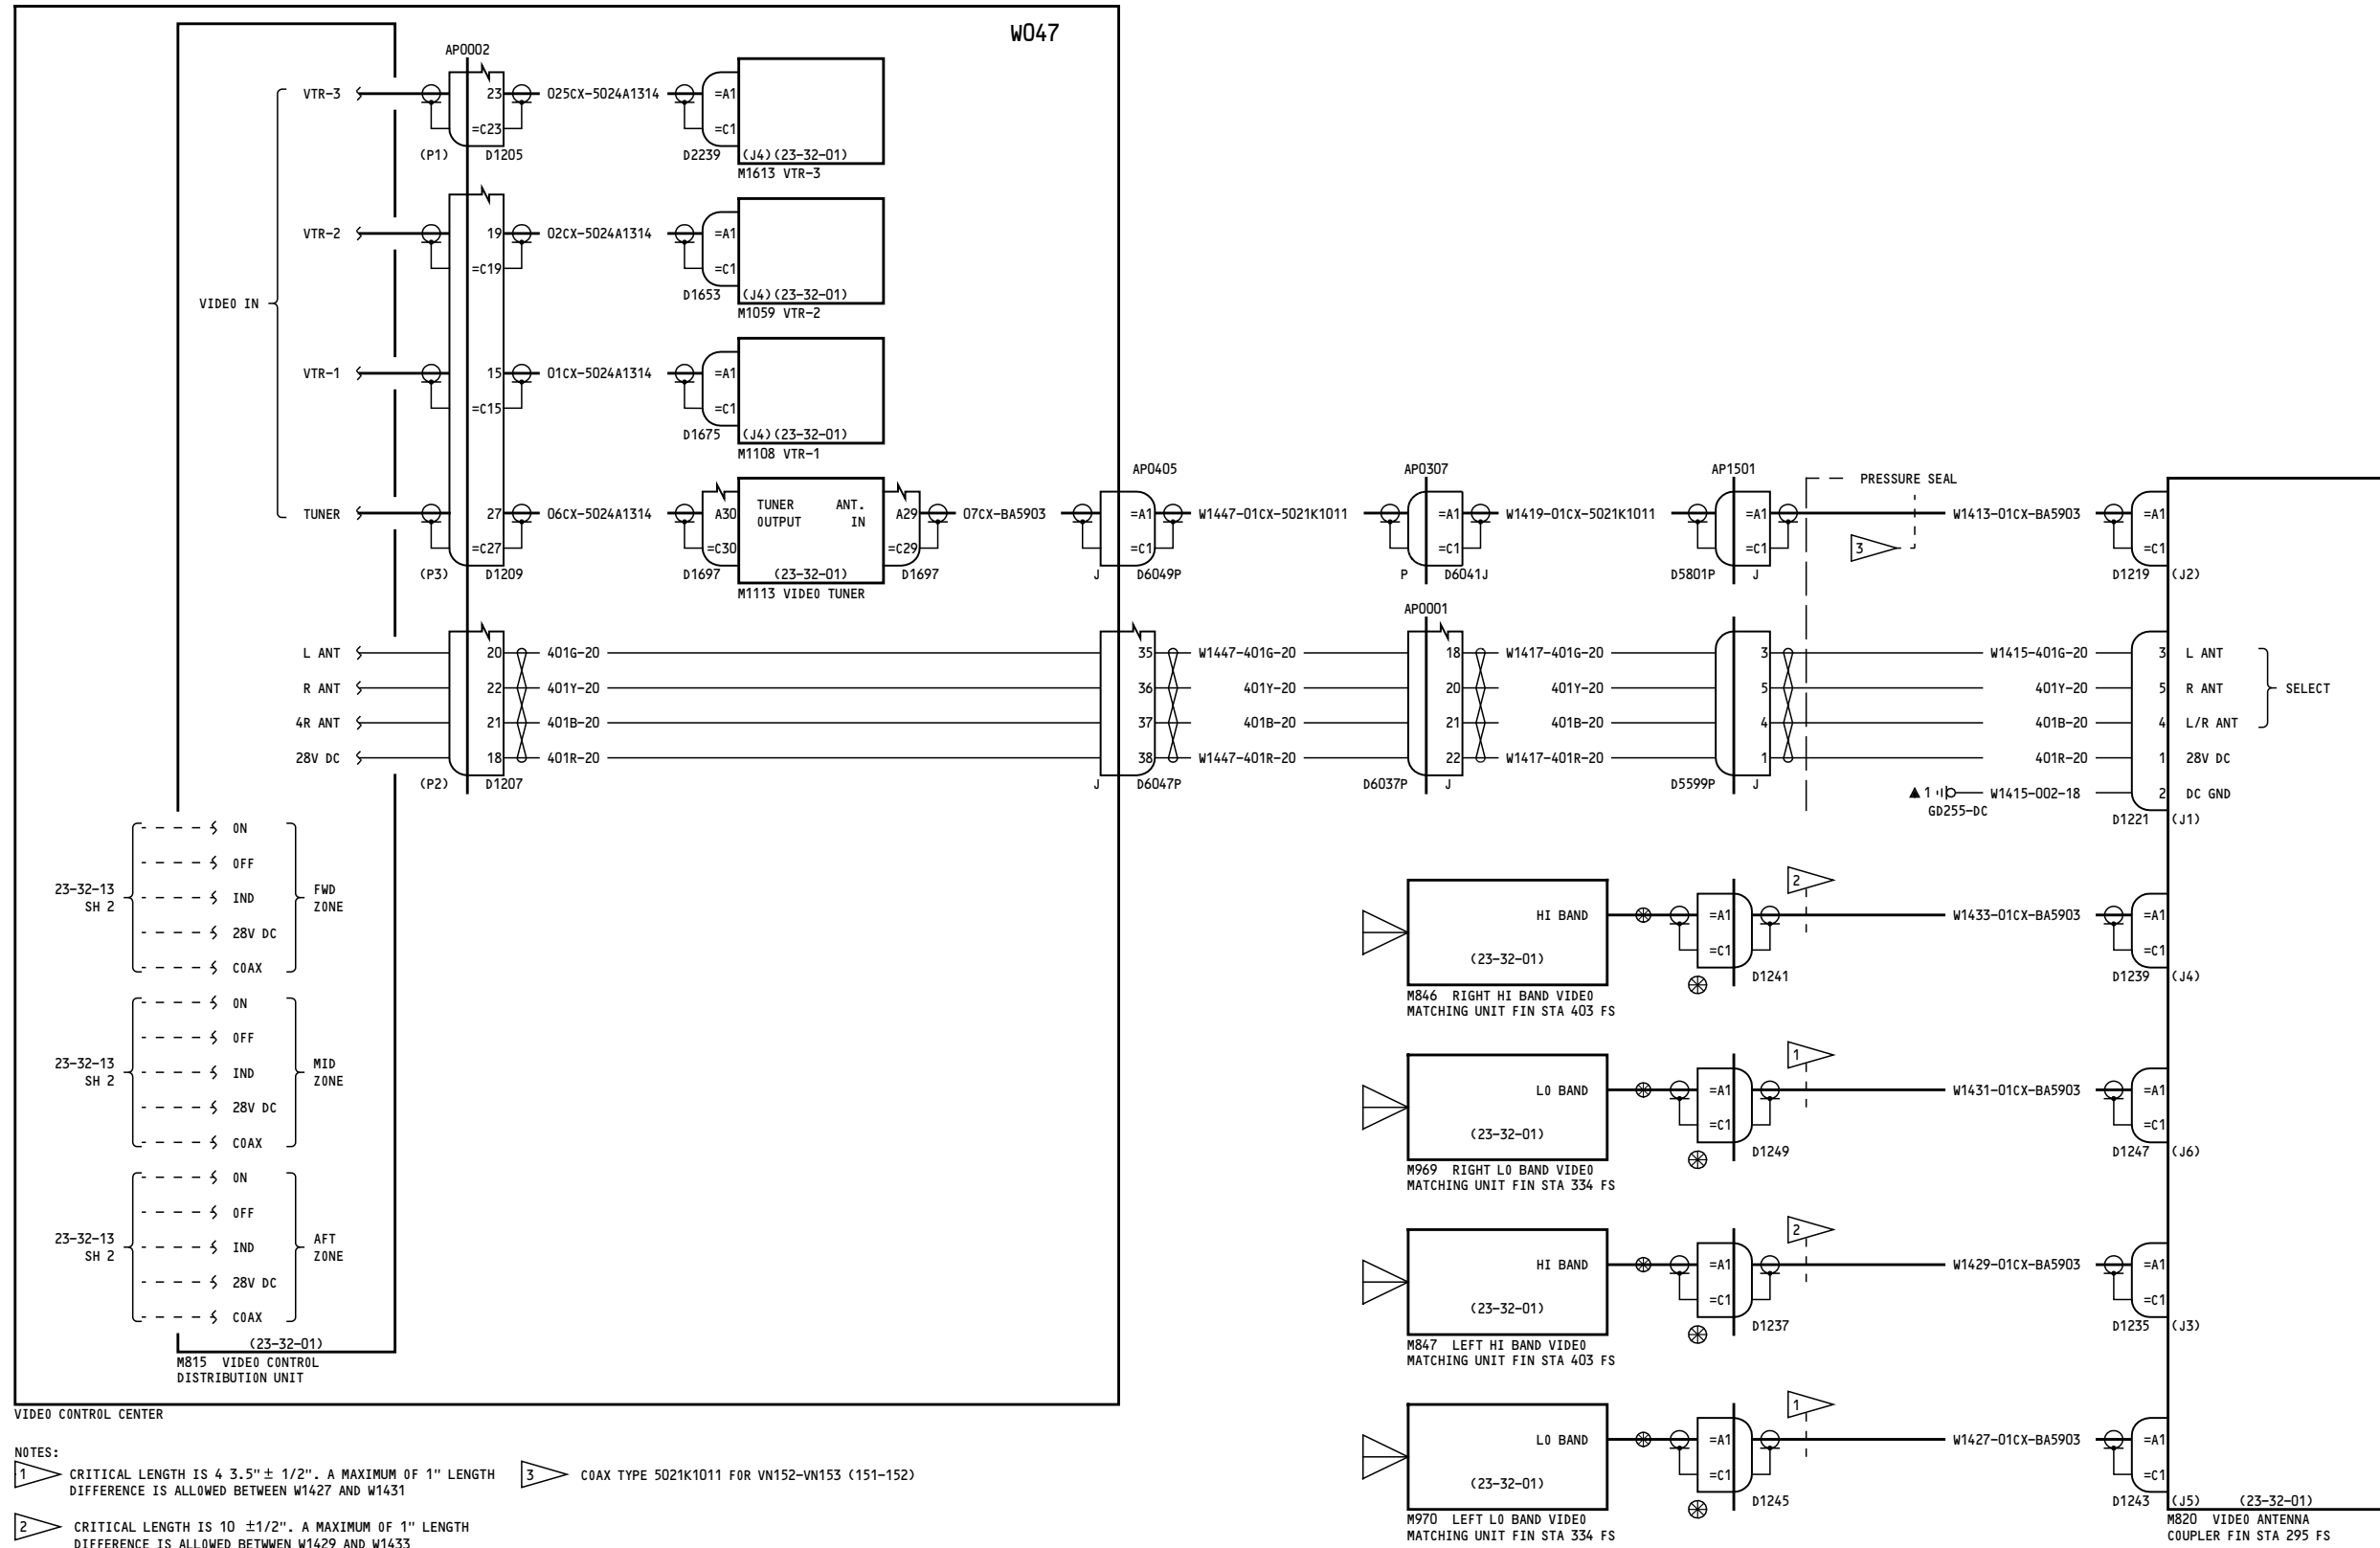 W047
AP0002
VIDEO IN
VTR-3
23
=C23
(P1)
D1205
025CX-5024A1314
=A1
=C1
D2239
(J4)(23-32-01)
M1613 VTR-3
VTR-2
19
=C19
02CX-5024A1314
=A1
=C1
D1653
(J4)(23-32-01)
M1059 VTR-2
VTR-1
15
=C15
01CX-5024A1314
=A1
=C1
D1675
(J4)(23-32-01)
M1108 VTR-1
TUNER
27
=C27
(P3)
D1209
06CX-5024A1314
A30
=C30
D1697
TUNER ANT.
OUTPUT IN
(23-32-01)
M1113 VIDEO TUNER
A29
=C29
D1697
07CX-BA5903
AP0405
=A1
=C1
J
D6049P
W1447-01CX-5021K1011
AP0307
=A1
=C1
P
D6041J
W1419-01CX-5021K1011
AP1501
=A1
=C1
D5801P
J
PRESSURE SEAL
3
W1413-01CX-BA5903
=A1
=C1
D1219
(J2)
L ANT
R ANT
4R ANT
28V DC
20
22
21
18
(P2)
D1207
401G-20
401Y-20
401B-20
401R-20
35
36
37
38
J
D6047P
W1447-401G-20
401Y-20
401B-20
W1447-401R-20
AP0001
18
20
21
22
D6037P
J
W1417-401G-20
401Y-20
401B-20
W1417-401R-20
3
5
4
1
D5599P
J
W1415-401G-20
401Y-20
401B-20
401R-20
1
W1415-002-18
GD255-DC
3
5
4
1
2
L ANT
R ANT
L/R ANT
28V DC
DC GND
SELECT
D1221
(J1)
23-32-13
SH 2
ON
OFF
IND
28V DC
COAX
FWD
ZONE
23-32-13
SH 2
ON
OFF
IND
28V DC
COAX
MID
ZONE
23-32-13
SH 2
ON
OFF
IND
28V DC
COAX
AFT
ZONE
(23-32-01)
M815 VIDEO CONTROL
DISTRIBUTION UNIT
VIDEO CONTROL CENTER
HI BAND
(23-32-01)
M846 RIGHT HI BAND VIDEO
MATCHING UNIT FIN STA 403 FS
=A1
=C1
D1241
2
W1433-01CX-BA5903
=A1
=C1
D1239
(J4)
LO BAND
(23-32-01)
M969 RIGHT LO BAND VIDEO
MATCHING UNIT FIN STA 334 FS
=A1
=C1
D1249
1
W1431-01CX-BA5903
=A1
=C1
D1247
(J6)
HI BAND
(23-32-01)
M847 LEFT HI BAND VIDEO
MATCHING UNIT FIN STA 403 FS
=A1
=C1
D1237
2
W1429-01CX-BA5903
=A1
=C1
D1235
(J3)
LO BAND
(23-32-01)
M970 LEFT LO BAND VIDEO
MATCHING UNIT FIN STA 334 FS
=A1
=C1
D1245
1
W1427-01CX-BA5903
=A1
=C1
D1243
(J5)
(23-32-01)
M820 VIDEO ANTENNA
COUPLER FIN STA 295 FS
NOTES:
1 CRITICAL LENGTH IS 4 3.5"± 1/2". A MAXIMUM OF 1" LENGTH
DIFFERENCE IS ALLOWED BETWEEN W1427 AND W1431
3 COAX TYPE 5021K1011 FOR VN152-VN153 (151-152)
2 CRITICAL LENGTH IS 10 ±1/2". A MAXIMUM OF 1" LENGTH
DIFFERENCE IS ALLOWED BETWWEN W1429 AND W1433